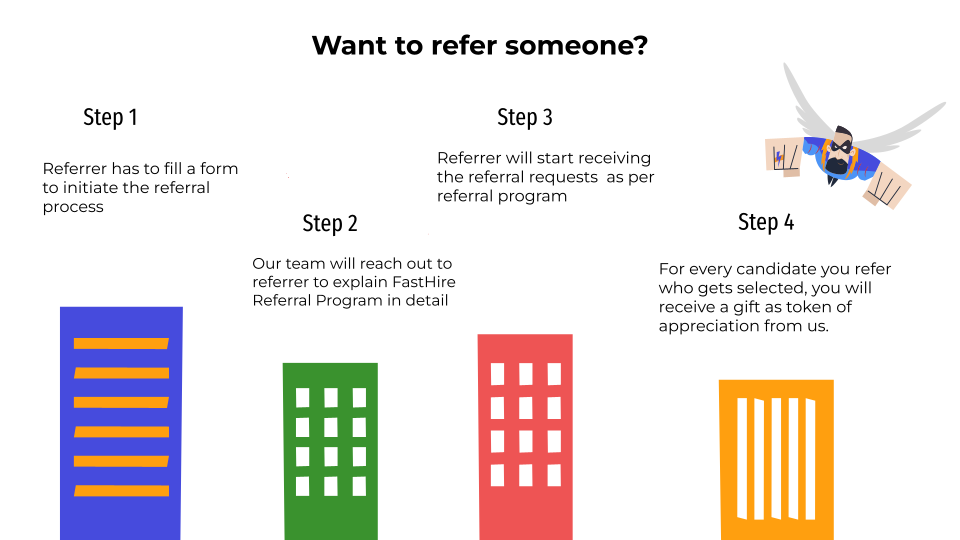 Want to refer someone?
Step 1
Referrer has to fill a form
to initiate the referral
process
Step 2
Our team will reach out to
referrer to explain FastHire
Referral Program in detail
Step 3
Referrer will start receiving
the referral requests  as per
referral program
Step 4
For every candidate you refer
who gets selected, you will
receive a gift as token of
appreciation from us.